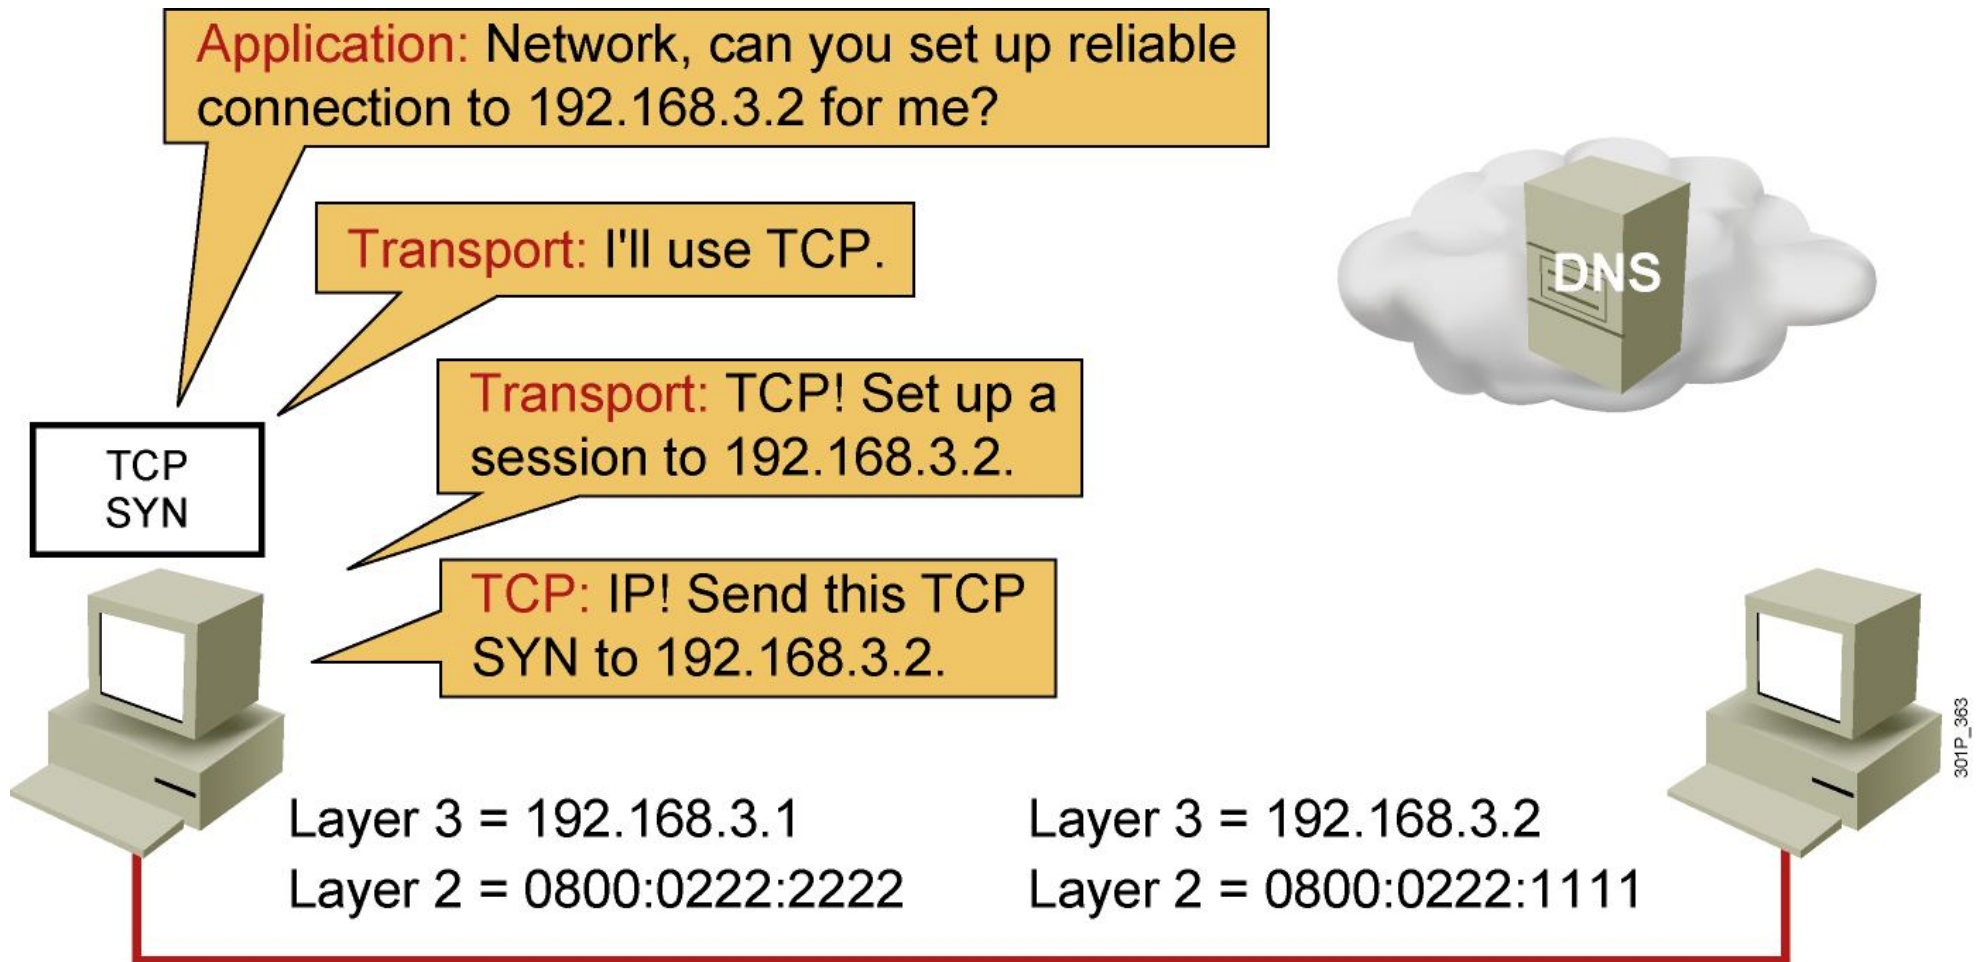 Application: Network, can you set up reliable
connection to 192.168.3.2 for me?
Transport: I'll use TCP.
DNS
Transport: TCP! Set up a
session to 192.168.3.2.
TCP
SYN
TCP: IP! Send this TCP
SYN to 192.168.3.2.
Layer 3 = 192.168.3.1
Layer 2 = 0800:0222:2222
Layer 3 = 192.168.3.2
Layer 2 = 0800:0222:1111
301P_363